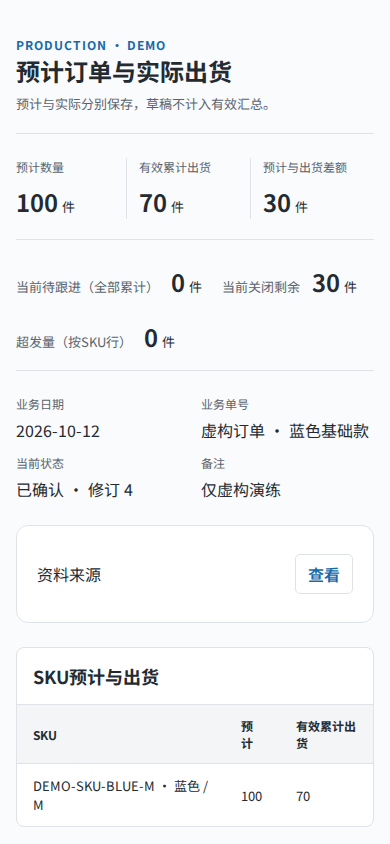 PRODUCTION · DEMO
预计订单与实际出货
预计与实际分别保存，草稿不计入有效汇总。
预计数量 有效累计出货 预计与出货差额
100 件 70 件 30 件
当前待跟进（全部累计） 0 件 当前关闭剩余 30 件
超发量（按SKU行） 0 件
业务日期 业务单号
2026-10-12 虚构订单 · 蓝色基础款
当前状态 备注
已确认 · 修订 4 仅虚构演练
资料来源 查看
SKU预计与出货
SKU 预计 有效累计出货
DEMO-SKU-BLUE-M · 蓝色 / M 100 70